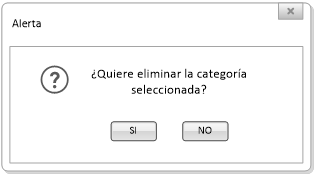 Alerta
¿Quiere eliminar la categoría
seleccionada?
SI
NO